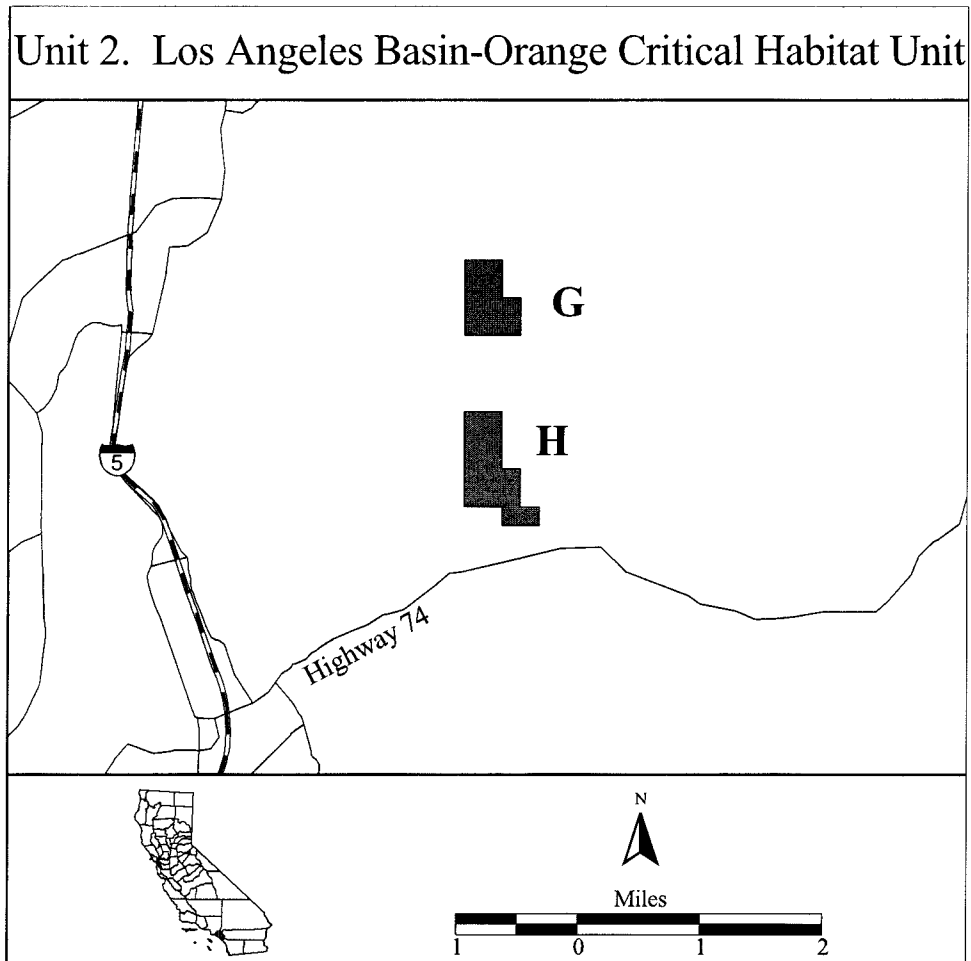 Unit 2. Los Angeles Basin-Orange Critical Habitat Unit
G
H
5
Highway 74
N
Miles
1 0 1 2